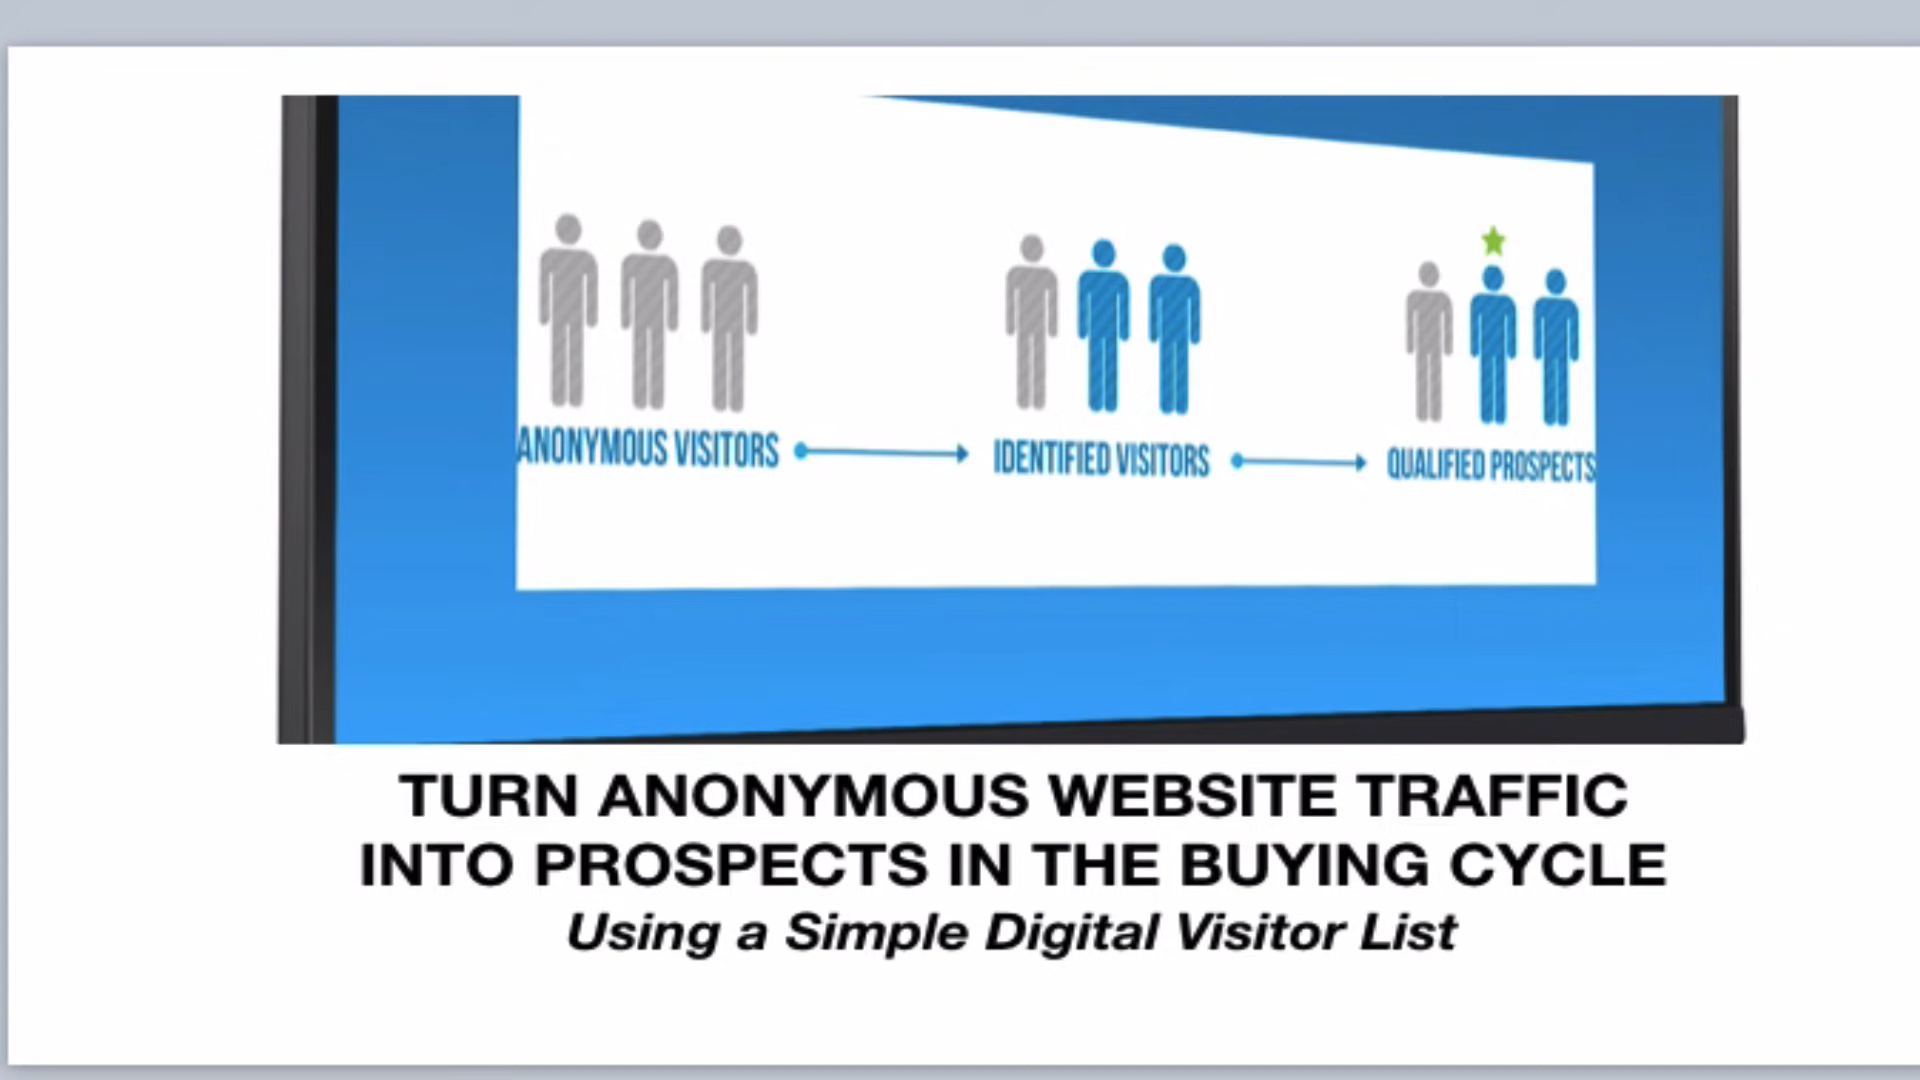 ANONYMOUS VISITORS
IDENTIFIED VISITORS
QUALIFIED PROSPECTS
TURN ANONYMOUS WEBSITE TRAFFIC
INTO PROSPECTS IN THE BUYING CYCLE
Using a Simple Digital Visitor List